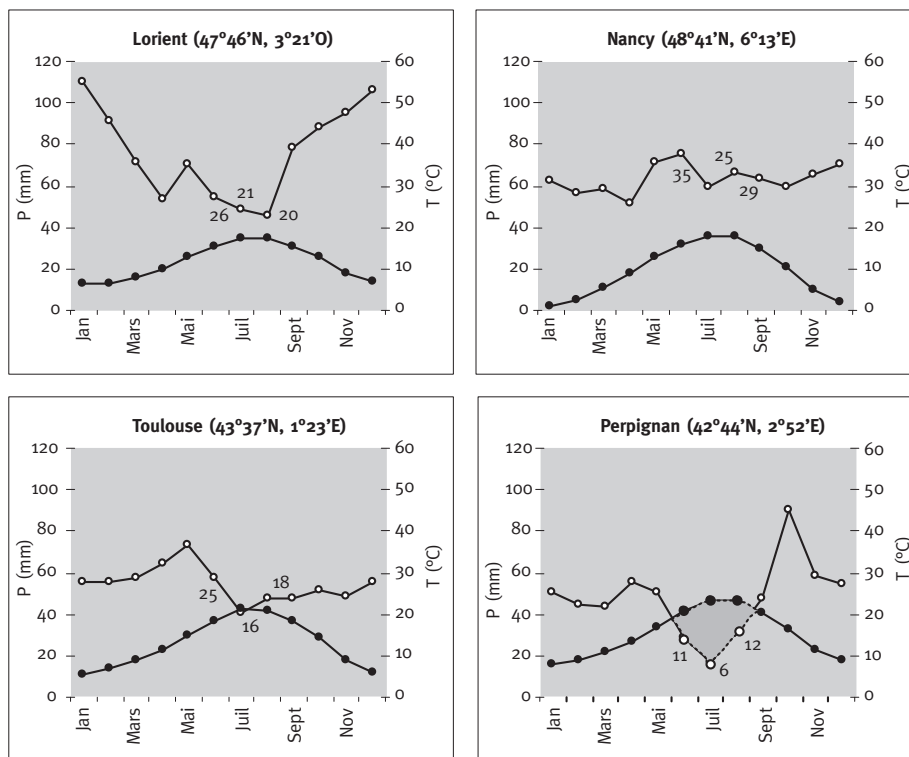 Lorient (47°46'N, 3°21'O)
120
100
80
60
40
20
0
P (mm)
60
50
40
30
20
10
0
T (°C)
26
21
20
Jan
Mars
Mai
Juil
Sept
Nov
Nancy (48°41'N, 6°13'E)
120
100
80
60
40
20
0
P (mm)
60
50
40
30
20
10
0
T (°C)
35
25
29
Jan
Mars
Mai
Juil
Sept
Nov
Toulouse (43°37'N, 1°23'E)
120
100
80
60
40
20
0
P (mm)
60
50
40
30
20
10
0
T (°C)
25
16
18
Jan
Mars
Mai
Juil
Sept
Nov
Perpignan (42°44'N, 2°52'E)
120
100
80
60
40
20
0
P (mm)
60
50
40
30
20
10
0
T (°C)
11
6
12
Jan
Mars
Mai
Juil
Sept
Nov